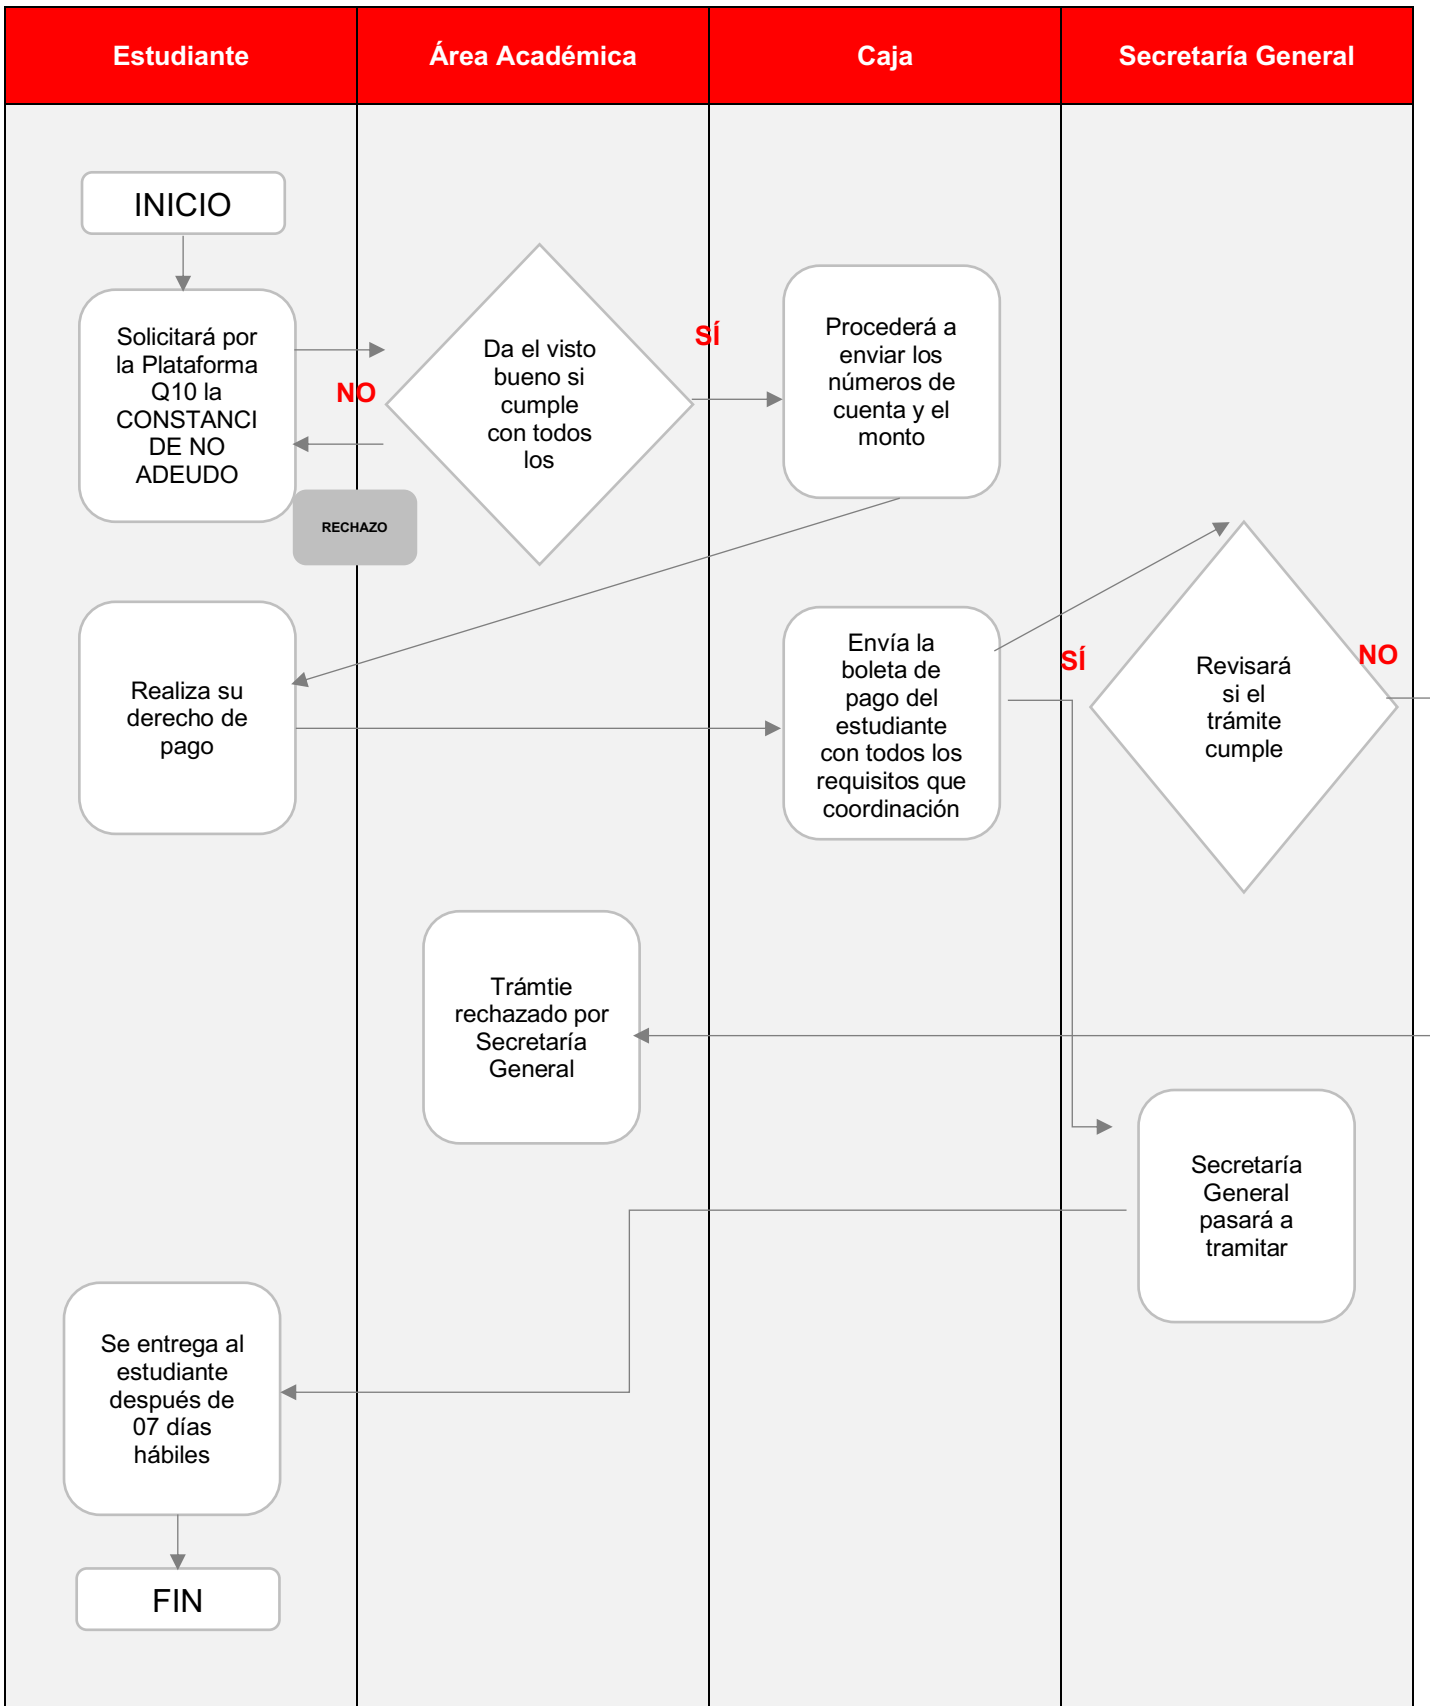 Estudiante
Área Académica
Caja
Secretaría General
INICIO
Solicitará por
la Plataforma
Q10 la
CONSTANCI
DE NO
ADEUDO
NO
RECHAZO
Da el visto
bueno si
cumple
con todos
los
SÍ
Procederá a
enviar los
números de
cuenta y el
monto
Realiza su
derecho de
pago
Envía la
boleta de
pago del
estudiante
con todos los
requisitos que
coordinación
SÍ
Revisará
si el
trámite
cumple
NO
Trámtie
rechazado por
Secretaría
General
Secretaría
General
pasará a
tramitar
Se entrega al
estudiante
después de
07 días
hábiles
FIN